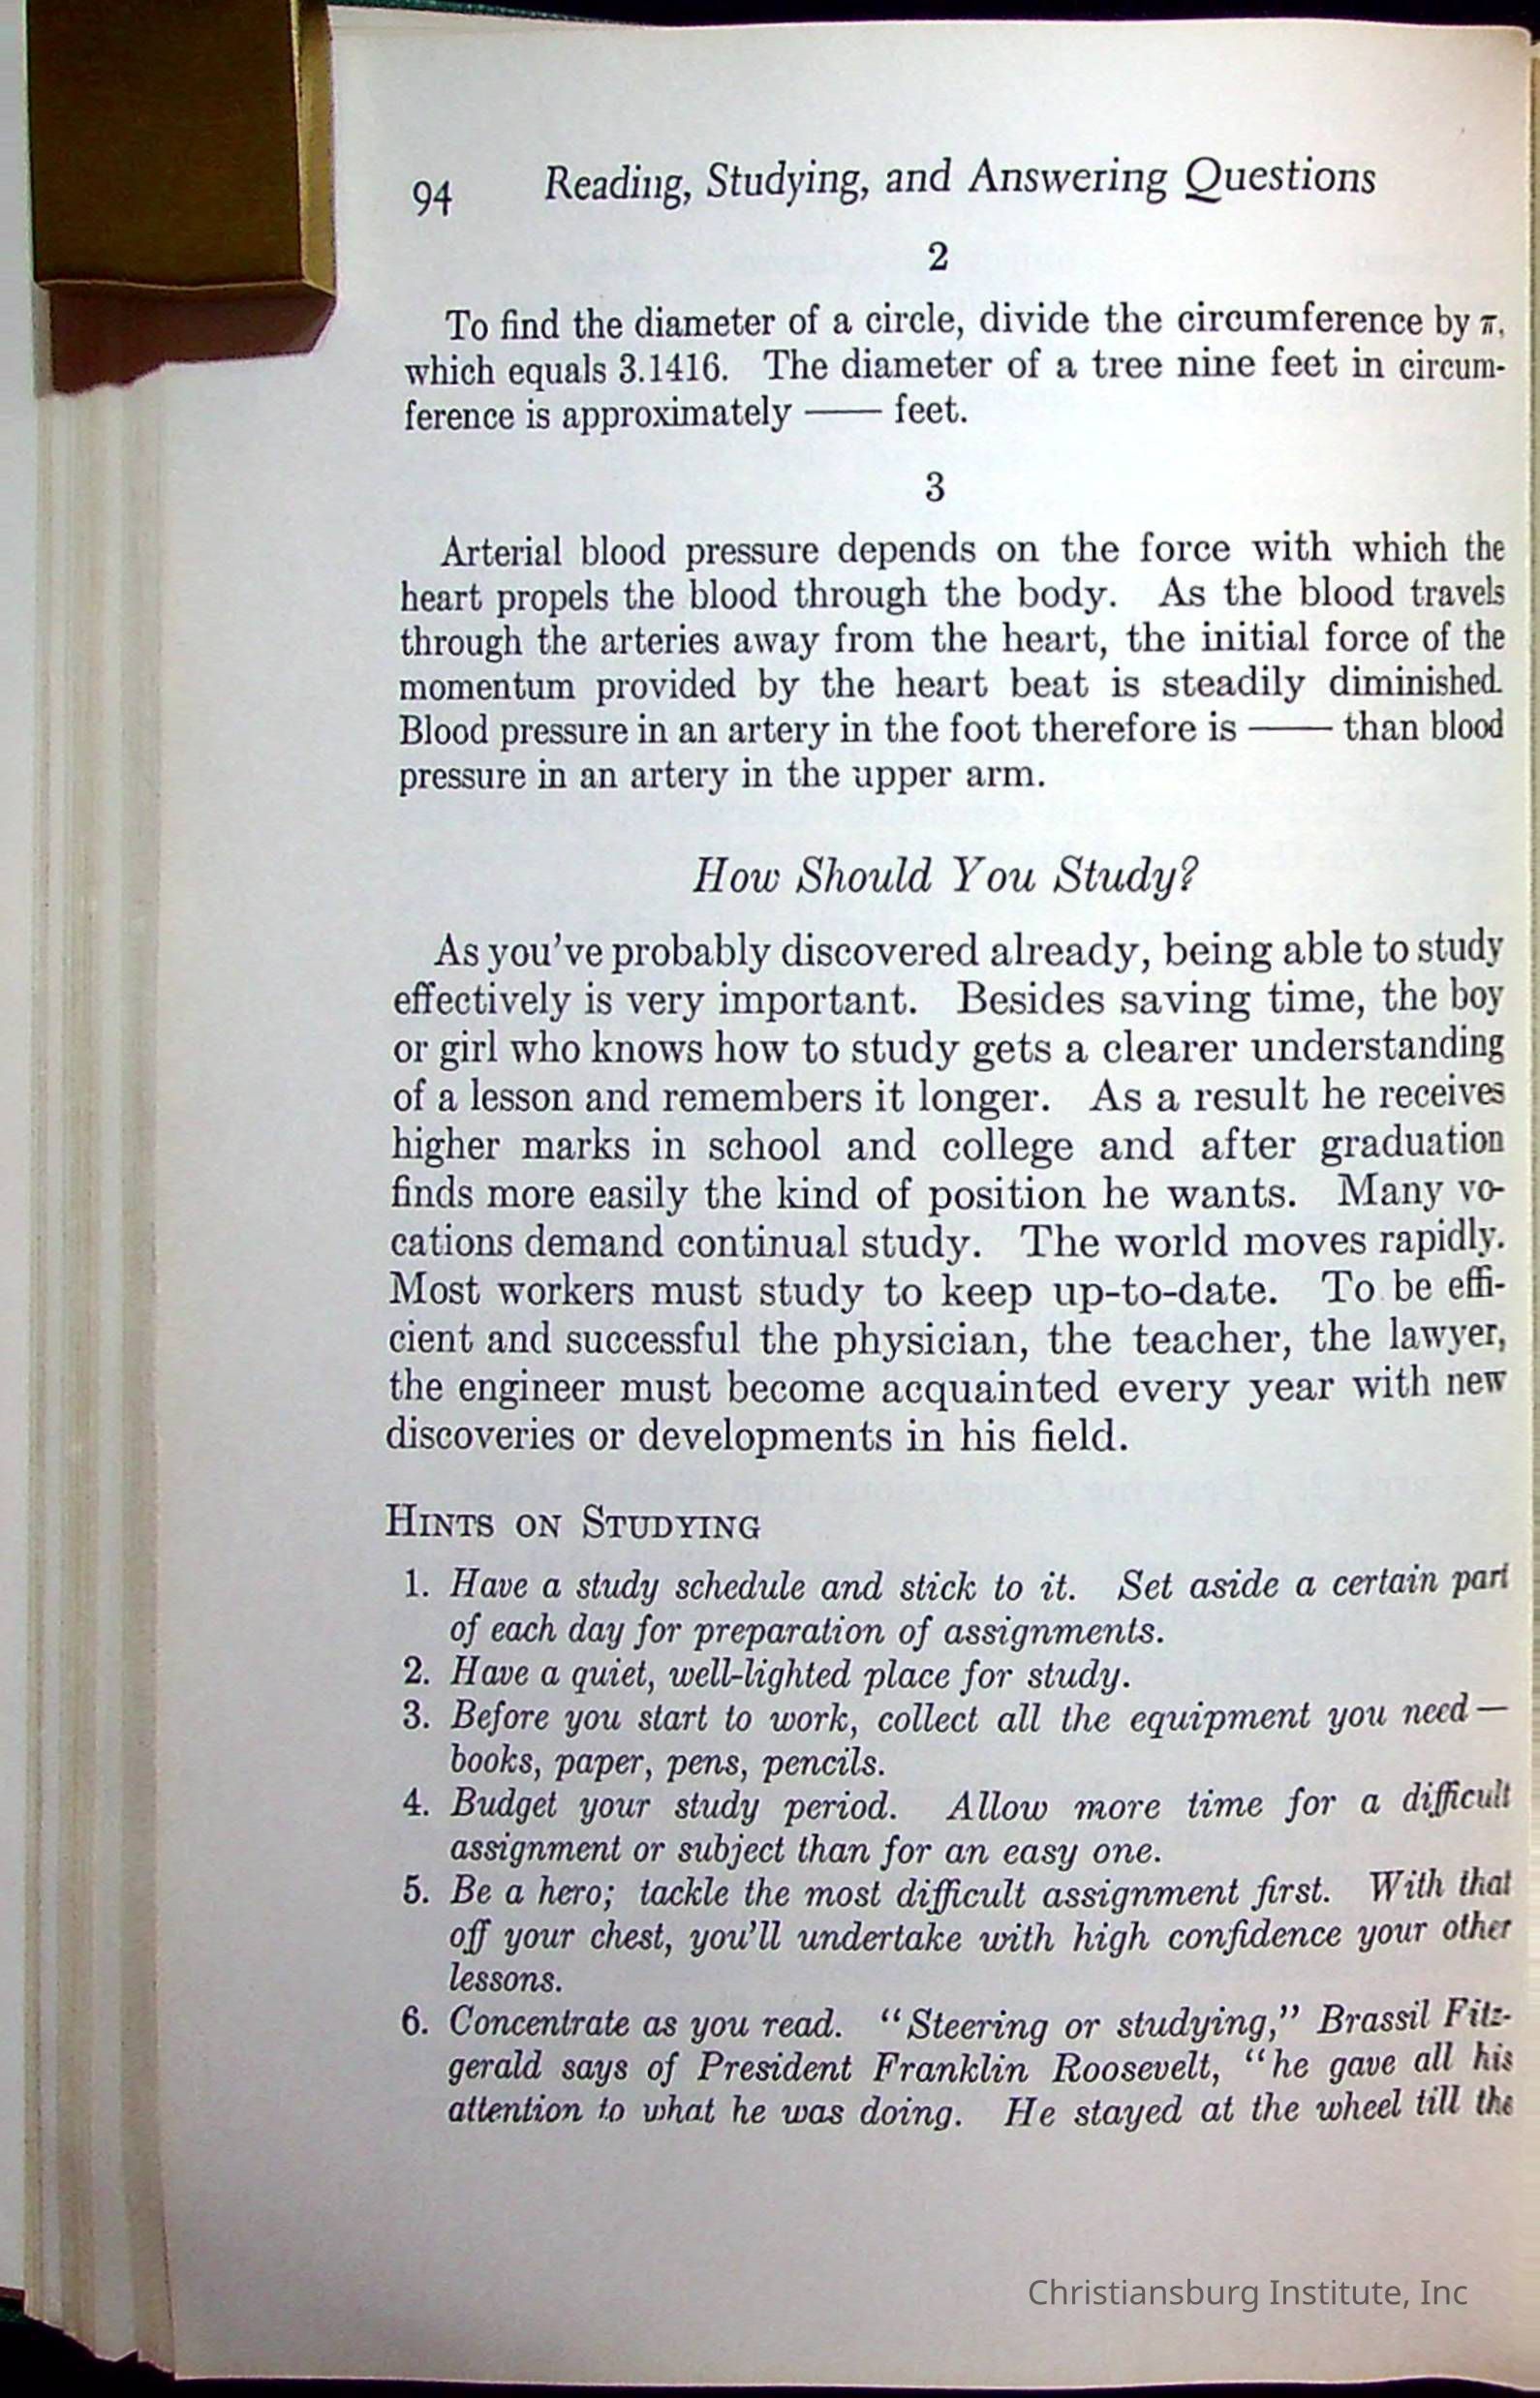 94 Reading, Studying, and Answering Questions
2
To find the diameter of a circle, divide the circumference by π,
which equals 3.1416. The diameter of a tree nine feet in circum-
ference is approximately —— feet.
3
Arterial blood pressure depends on the force with which the
heart propels the blood through the body. As the blood travels
through the arteries away from the heart, the initial force of the
momentum provided by the heart beat is steadily diminished.
Blood pressure in an artery in the foot therefore is —— than blood
pressure in an artery in the upper arm.
How Should You Study?
As you've probably discovered already, being able to study
effectively is very important. Besides saving time, the boy
or girl who knows how to study gets a clearer understanding
of a lesson and remembers it longer. As a result he receives
higher marks in school and college and after graduation
finds more easily the kind of position he wants. Many vo-
cations demand continual study. The world moves rapidly.
Most workers must study to keep up-to-date. To be effi-
cient and successful the physician, the teacher, the lawyer,
the engineer must become acquainted every year with new
discoveries or developments in his field.
HINTS ON STUDYING
1. Have a study schedule and stick to it. Set aside a certain part
of each day for preparation of assignments.
2. Have a quiet, well-lighted place for study.
3. Before you start to work, collect all the equipment you need—
books, paper, pens, pencils.
4. Budget your study period. Allow more time for a difficult
assignment or subject than for an easy one.
5. Be a hero; tackle the most difficult assignment first. With that
off your chest, you'll undertake with high confidence your other
lessons.
6. Concentrate as you read. "Steering or studying," Brassil Fitz-
gerald says of President Franklin Roosevelt, "he gave all his
attention to what he was doing. He stayed at the wheel till the
Christiansburg Institute, Inc